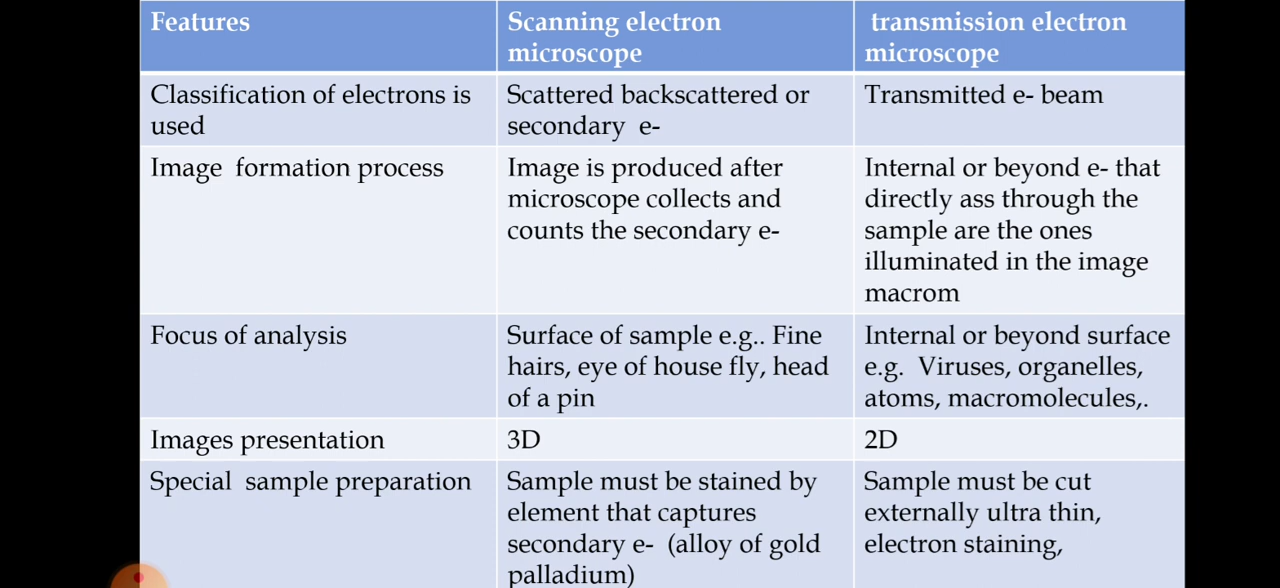 Features
Scanning electron
microscope
transmission electron
microscope
Classification of electrons is
used
Scattered backscattered or
secondary e-
Transmitted e- beam
Image formation process
Image is produced after
microscope collects and
counts the secondary e-
Internal or beyond e- that
directly ass through the
sample are the ones
illuminated in the image
macrom
Focus of analysis
Surface of sample e.g.. Fine
hairs, eye of house fly, head
of a pin
Internal or beyond surface
e.g. Viruses, organelles,
atoms, macromolecules,.
Images presentation
3D
2D
Special sample preparation
Sample must be stained by
element that captures
secondary e- (alloy of gold
palladium)
Sample must be cut
externally ultra thin,
electron staining,